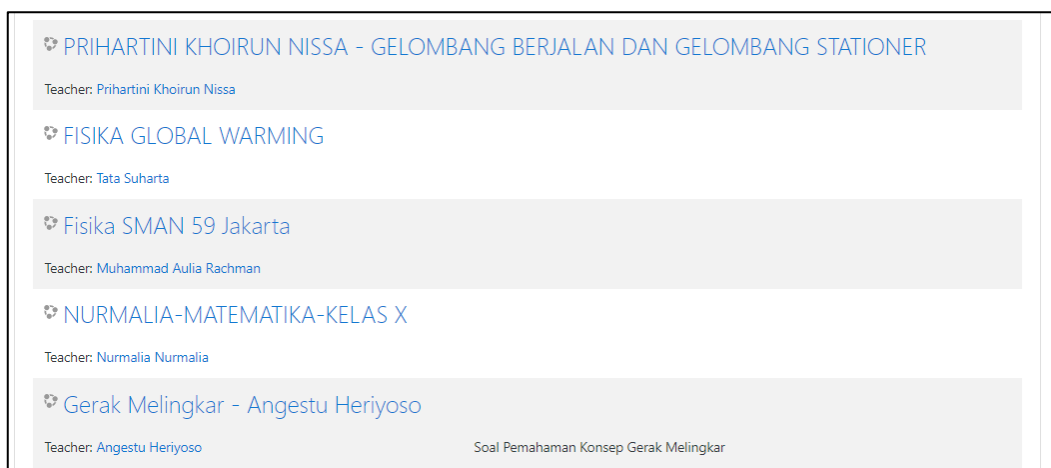 PRIHARTINI KHOIRUN NISSA - GELOMBANG BERJALAN DAN GELOMBANG STATIONER
Teacher: Prihartini Khoirun Nissa
FISIKA GLOBAL WARMING
Teacher: Tata Suharta
Fisika SMAN 59 Jakarta
Teacher: Muhammad Aulia Rachman
NURMALIA-MATEMATIKA-KELAS X
Teacher: Nurmalia Nurmalia
Gerak Melingkar - Angestu Heriyoso
Teacher: Angestu Heriyoso Soal Pemahaman Konsep Gerak Melingkar